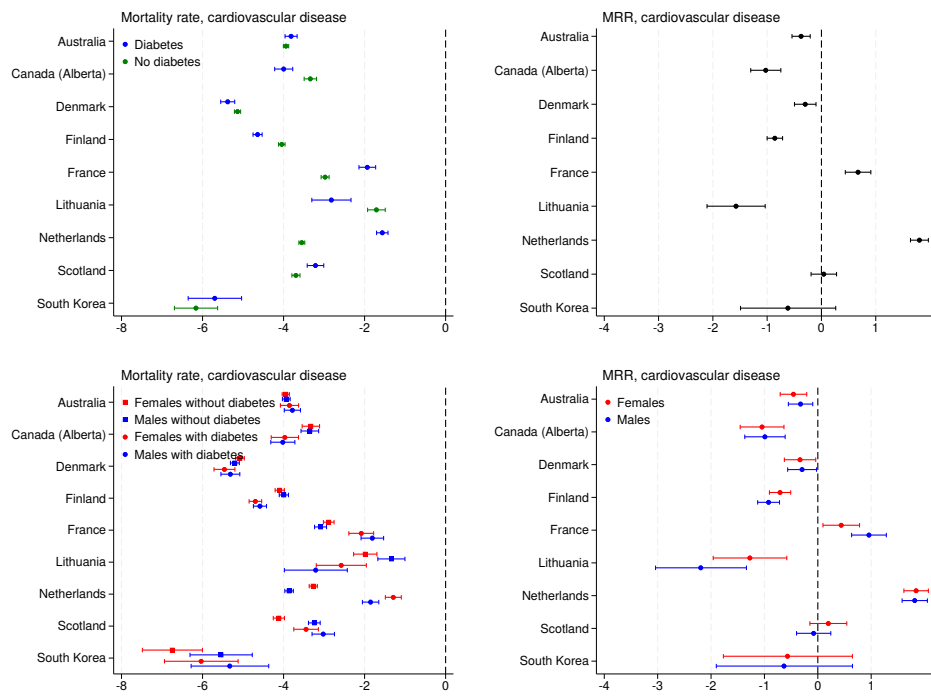 Mortality rate, cardiovascular disease
Australia
Diabetes
No diabetes
Canada (Alberta)
Denmark
Finland
France
Lithuania
Netherlands
Scotland
South Korea
-8 -6 -4 -2 0
MRR, cardiovascular disease
Australia
Canada (Alberta)
Denmark
Finland
France
Lithuania
Netherlands
Scotland
South Korea
-4 -3 -2 -1 0 1
Mortality rate, cardiovascular disease
Australia
Females without diabetes
Males without diabetes
Canada (Alberta)
Females with diabetes
Males with diabetes
Denmark
Finland
France
Lithuania
Netherlands
Scotland
South Korea
-8 -6 -4 -2 0
MRR, cardiovascular disease
Australia
Females
Males
Canada (Alberta)
Denmark
Finland
France
Lithuania
Netherlands
Scotland
South Korea
-4 -3 -2 -1 0 1